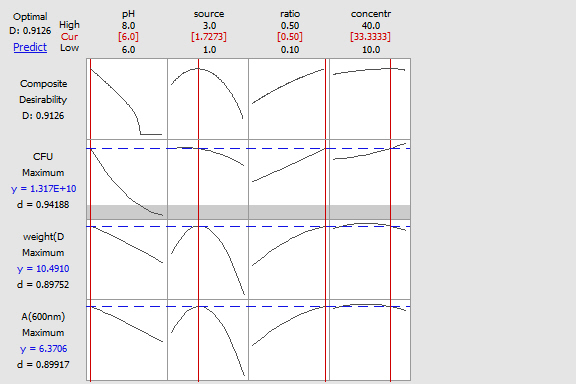 Optimal
D: 0.9126
Predict
High
Cur
Low
pH
8.0
[6.0]
6.0
source
3.0
[1.7273]
1.0
ratio
0.50
[0.50]
0.10
concentr
40.0
[33.3333]
10.0
Composite
Desirability
D: 0.9126
CFU
Maximum
y = 1.317E+10
d = 0.94188
weight(D
Maximum
y = 10.4910
d = 0.89752
A(600nm)
Maximum
y = 6.3706
d = 0.89917